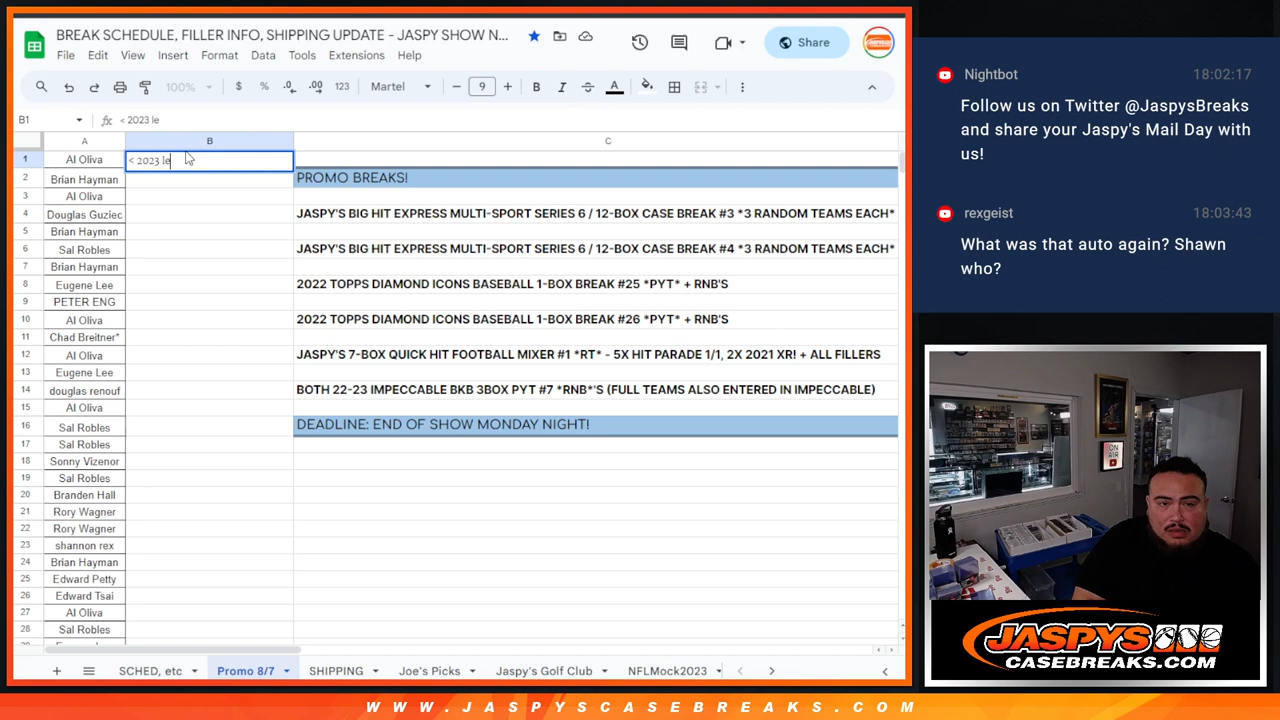 BREAK SCHEDULE, FILLER INFO, SHIPPING UPDATE - JASPY SHOW N...
File Edit View Insert Format Data Tools Extensions Help
Share
100% $ % .0 .00 123 Martel 9 B I A
B1 fx < 2023 le
A B C
1 Al Oliva < 2023 le
2 Brian Hayman PROMO BREAKS!
3 Al Oliva
4 Douglas Guziec JASPY'S BIG HIT EXPRESS MULTI-SPORT SERIES 6 / 12-BOX CASE BREAK #3 *3 RANDOM TEAMS EACH*
5 Brian Hayman
6 Sal Robles JASPY'S BIG HIT EXPRESS MULTI-SPORT SERIES 6 / 12-BOX CASE BREAK #4 *3 RANDOM TEAMS EACH*
7 Brian Hayman
8 Eugene Lee 2022 TOPPS DIAMOND ICONS BASEBALL 1-BOX BREAK #25 *PYT* + RNB'S
9 PETER ENG
10 Al Oliva 2022 TOPPS DIAMOND ICONS BASEBALL 1-BOX BREAK #26 *PYT* + RNB'S
11 Chad Breitner*
12 Al Oliva JASPY'S 7-BOX QUICK HIT FOOTBALL MIXER #1 *RT* - 5X HIT PARADE 1/1, 2X 2021 XR! + ALL FILLERS
13 Eugene Lee
14 douglas renouf BOTH 22-23 IMPECCABLE BKB 3BOX PYT #7 *RNB*'S (FULL TEAMS ALSO ENTERED IN IMPECCABLE)
15 Al Oliva
16 Sal Robles DEADLINE: END OF SHOW MONDAY NIGHT!
17 Sal Robles
18 Sonny Vizenor
19 Sal Robles
20 Branden Hall
21 Rory Wagner
22 Rory Wagner
23 shannon rex
24 Brian Hayman
25 Edward Petty
26 Edward Tsai
27 Al Oliva
28 Sal Robles
SCHED, etc Promo 8/7 SHIPPING Joe's Picks Jaspy's Golf Club NFLMock2023
Nightbot 18:02:17
Follow us on Twitter @JaspysBreaks
and share your Jaspy's Mail Day with
us!
rexgeist 18:03:43
What was that auto again? Shawn
who?
ON
AIR
JASPYS
CASEBREAKS.COM
WWW.JASPYSCASEBREAKS.COM